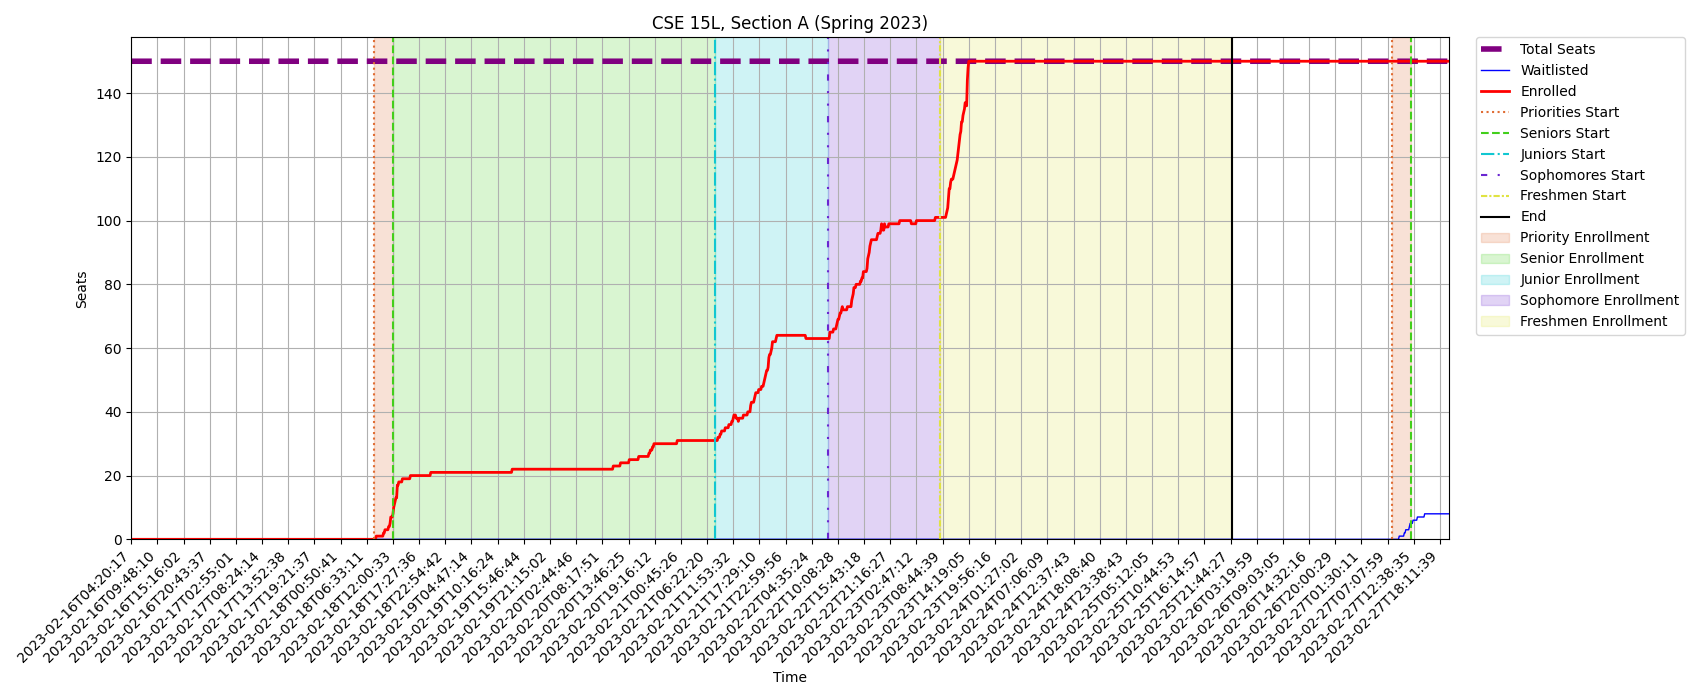 CSE 15L, Section A (Spring 2023)
Seats
140
120
100
80
60
40
20
0
2023-02-16T04:20:17
2023-02-16T09:48:10
2023-02-16T15:16:02
2023-02-16T20:43:37
2023-02-17T02:55:01
2023-02-17T08:24:14
2023-02-17T13:52:38
2023-02-17T19:21:37
2023-02-18T00:50:41
2023-02-18T06:33:11
2023-02-18T12:00:33
2023-02-18T17:27:36
2023-02-18T22:54:42
2023-02-19T04:47:14
2023-02-19T10:16:24
2023-02-19T15:46:44
2023-02-19T21:15:02
2023-02-20T02:44:46
2023-02-20T08:17:51
2023-02-20T13:46:25
2023-02-20T19:16:12
2023-02-21T00:45:26
2023-02-21T06:22:20
2023-02-21T11:53:32
2023-02-21T17:29:10
2023-02-21T22:59:56
2023-02-22T04:35:24
2023-02-22T10:08:28
2023-02-22T15:43:18
2023-02-22T21:16:27
2023-02-23T02:47:12
2023-02-23T08:44:39
2023-02-23T14:19:05
2023-02-23T19:56:16
2023-02-24T01:27:02
2023-02-24T07:06:09
2023-02-24T12:37:43
2023-02-24T18:08:40
2023-02-24T23:38:43
2023-02-25T05:12:05
2023-02-25T10:44:53
2023-02-25T16:14:57
2023-02-25T21:44:27
2023-02-26T03:19:59
2023-02-26T09:03:05
2023-02-26T14:32:16
2023-02-26T20:00:29
2023-02-27T01:30:11
2023-02-27T07:07:59
2023-02-27T12:38:35
2023-02-27T18:11:39
Time
Total Seats
Waitlisted
Enrolled
Priorities Start
Seniors Start
Juniors Start
Sophomores Start
Freshmen Start
End
Priority Enrollment
Senior Enrollment
Junior Enrollment
Sophomore Enrollment
Freshmen Enrollment